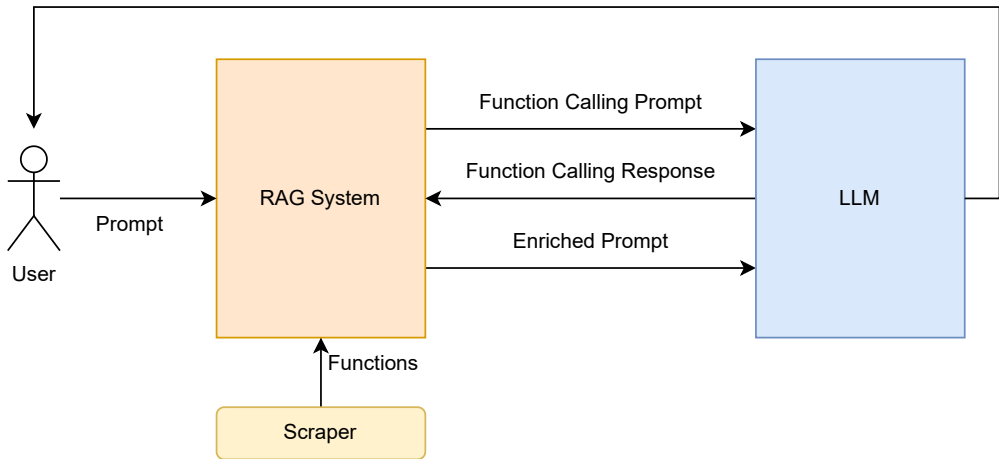 Function Calling Prompt
Function Calling Response
RAG System
LLM
Prompt
Enriched Prompt
User
Functions
Scraper